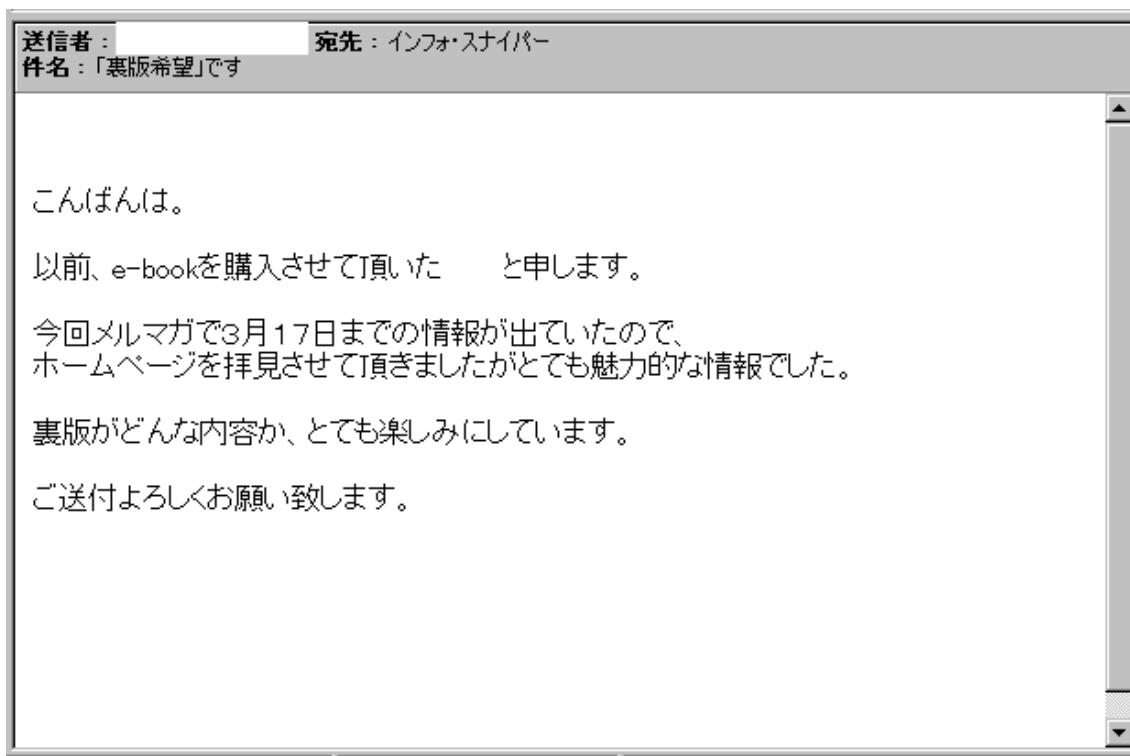 送信者： 宛先：インフォ・スナイパー
件名：「裏版希望」です
こんばんは。
以前、e-bookを購入させて頂いた　　と申します。
今回メルマガで３月１７日までの情報が出ていたので、
ホームページを拝見させて頂きましたがとても魅力的な情報でした。
裏版がどんな内容か、とても楽しみにしています。
ご送付よろしくお願い致します。